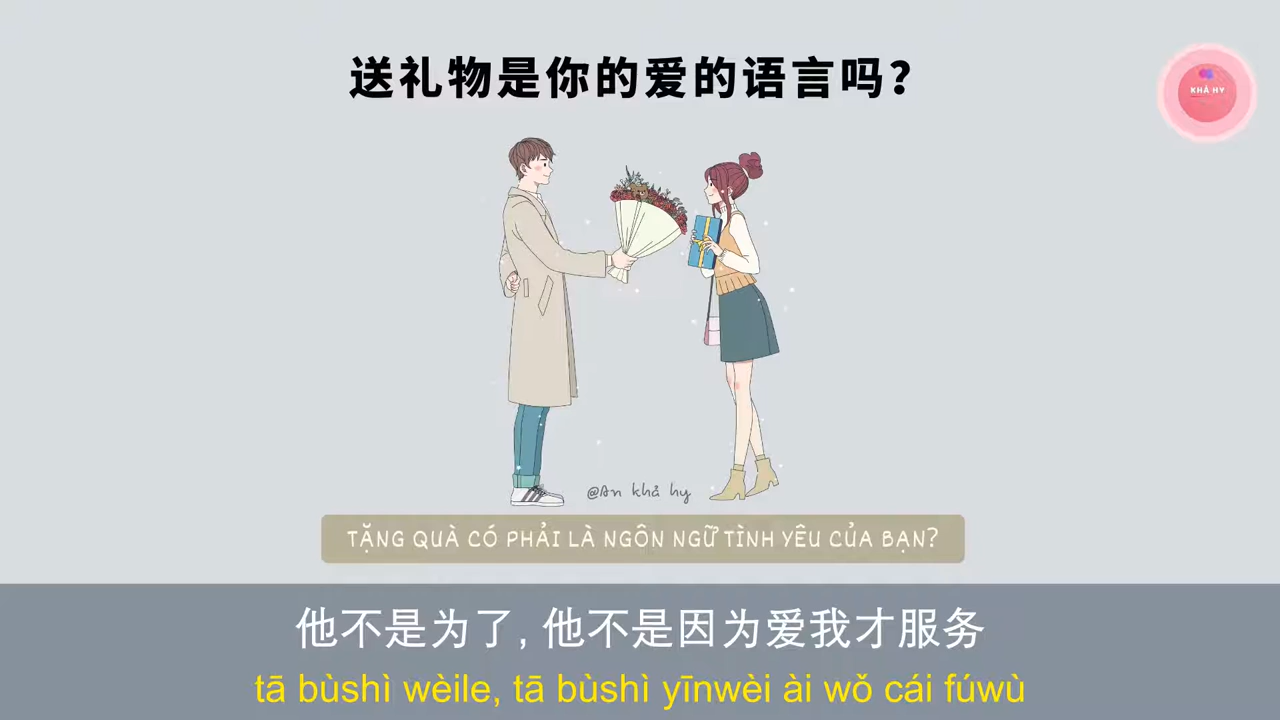 送礼物是你的爱的语言吗?
KHẢ HY
@An khả hy
TẶNG QUÀ CÓ PHẢI LÀ NGÔN NGỮ TÌNH YÊU CỦA BẠN?
他不是为了, 他不是因为爱我才服务
tā bùshì wèile, tā bùshì yīnwèi ài wǒ cái fúwù